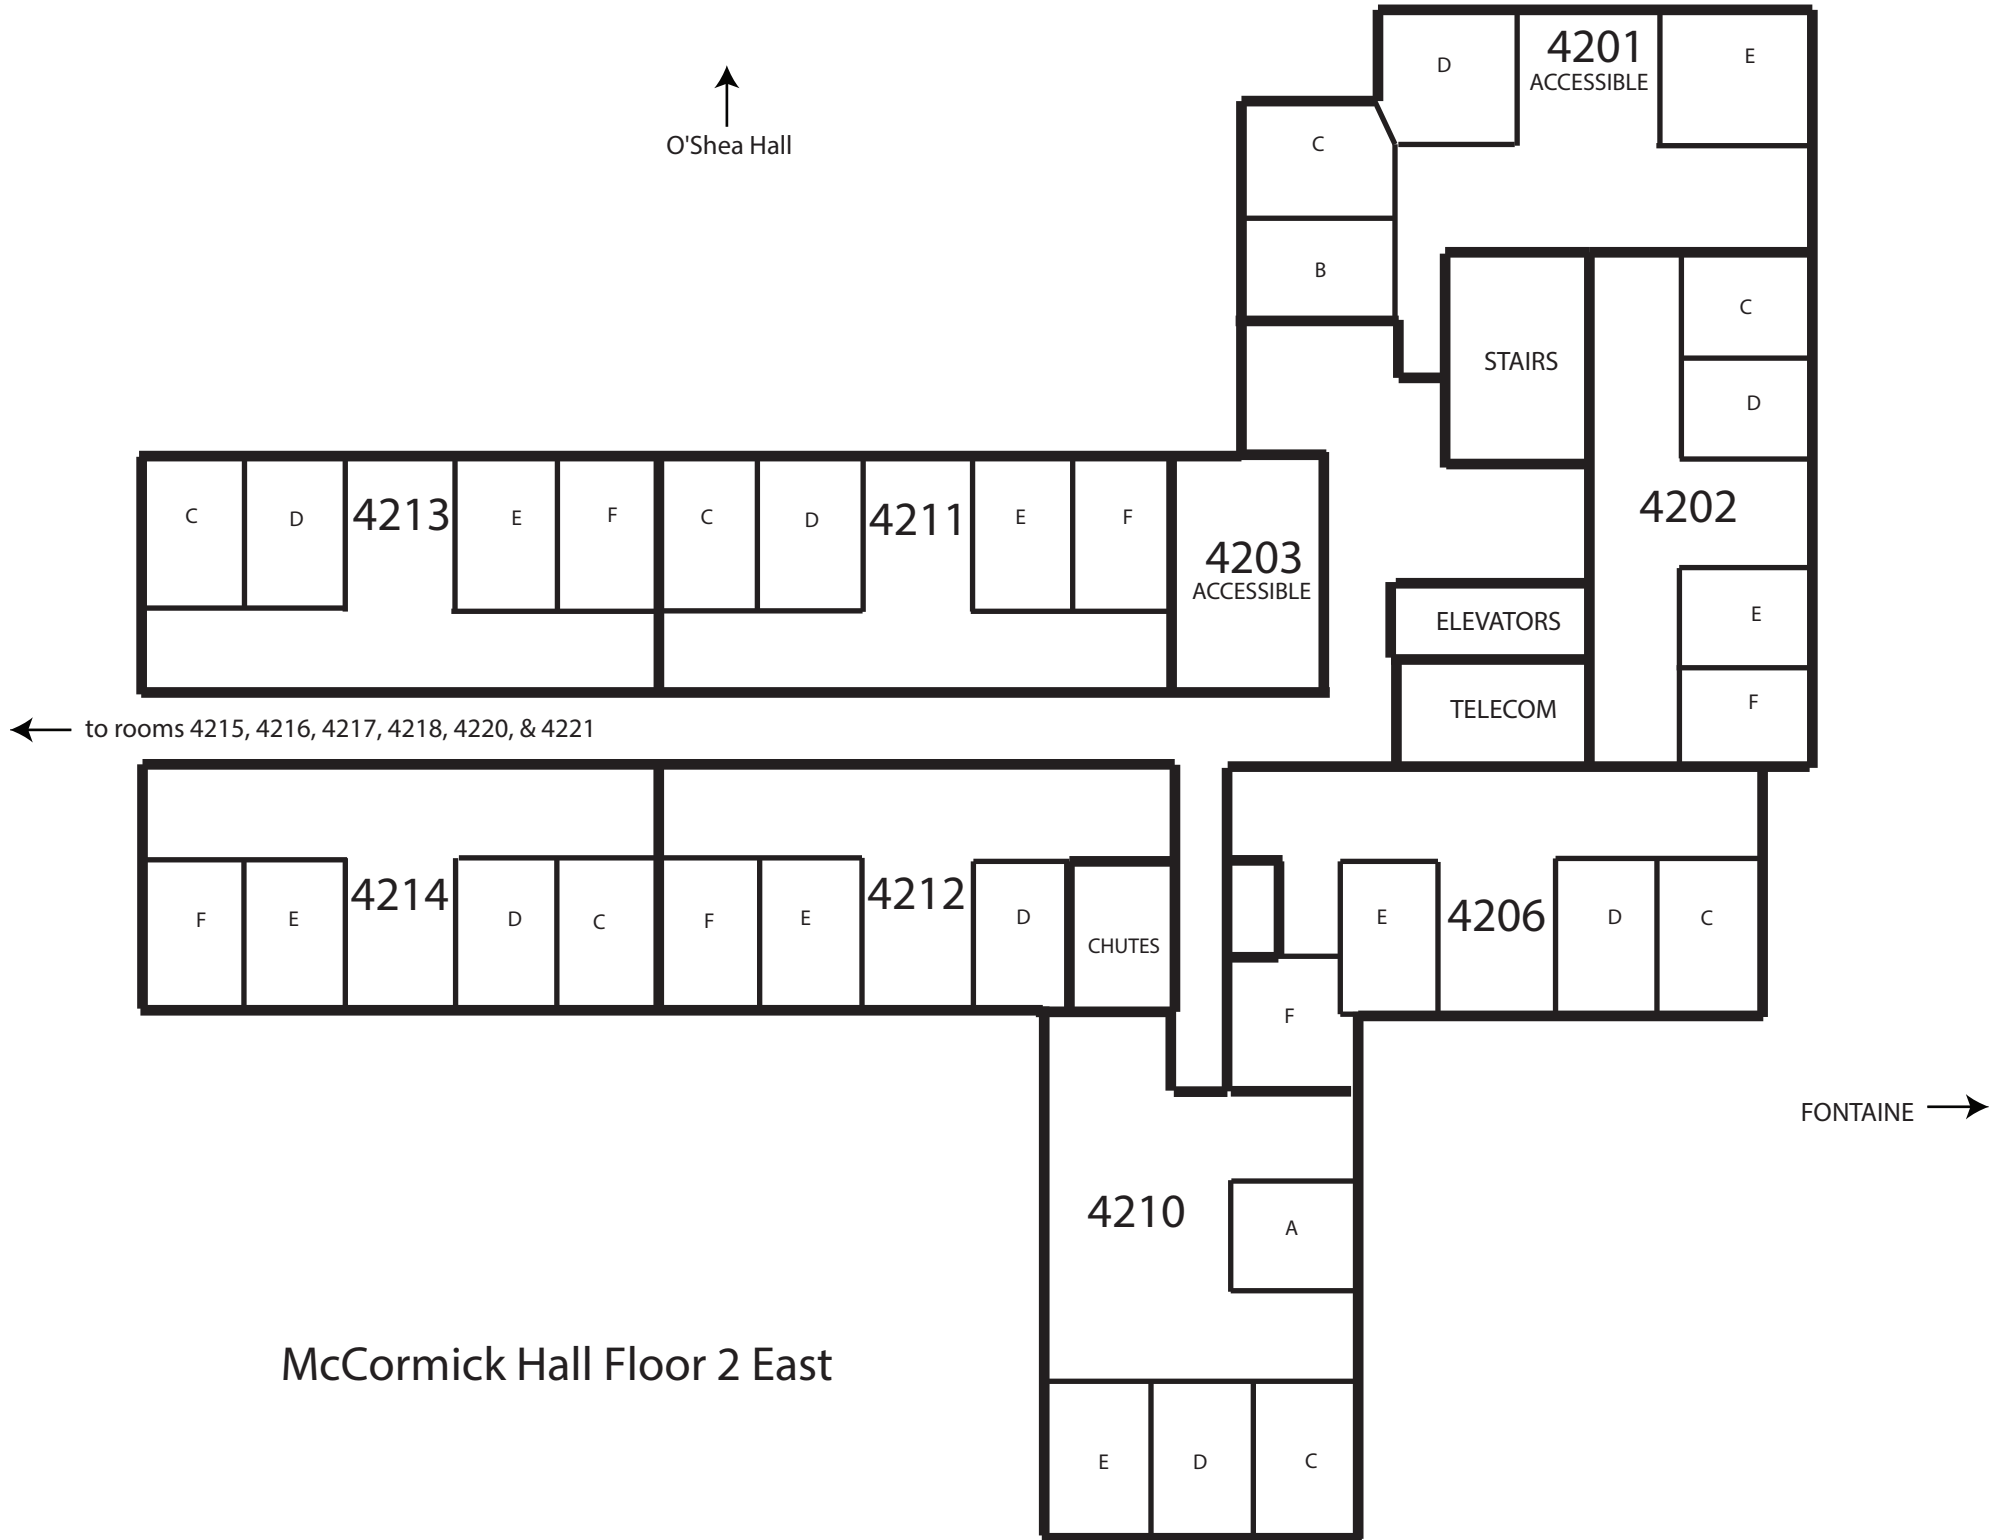 4201
ACCESSIBLE
D
E
O'Shea Hall
C
B
C
STAIRS
D
4202
C
D
4213
E
F
C
D
4211
E
F
4203
ACCESSIBLE
E
ELEVATORS
F
TELECOM
to rooms 4215, 4216, 4217, 4218, 4220, & 4221
F
E
4214
D
C
F
E
4212
D
CHUTES
E
4206
D
C
F
FONTAINE
4210
A
McCormick Hall Floor 2 East
E
D
C